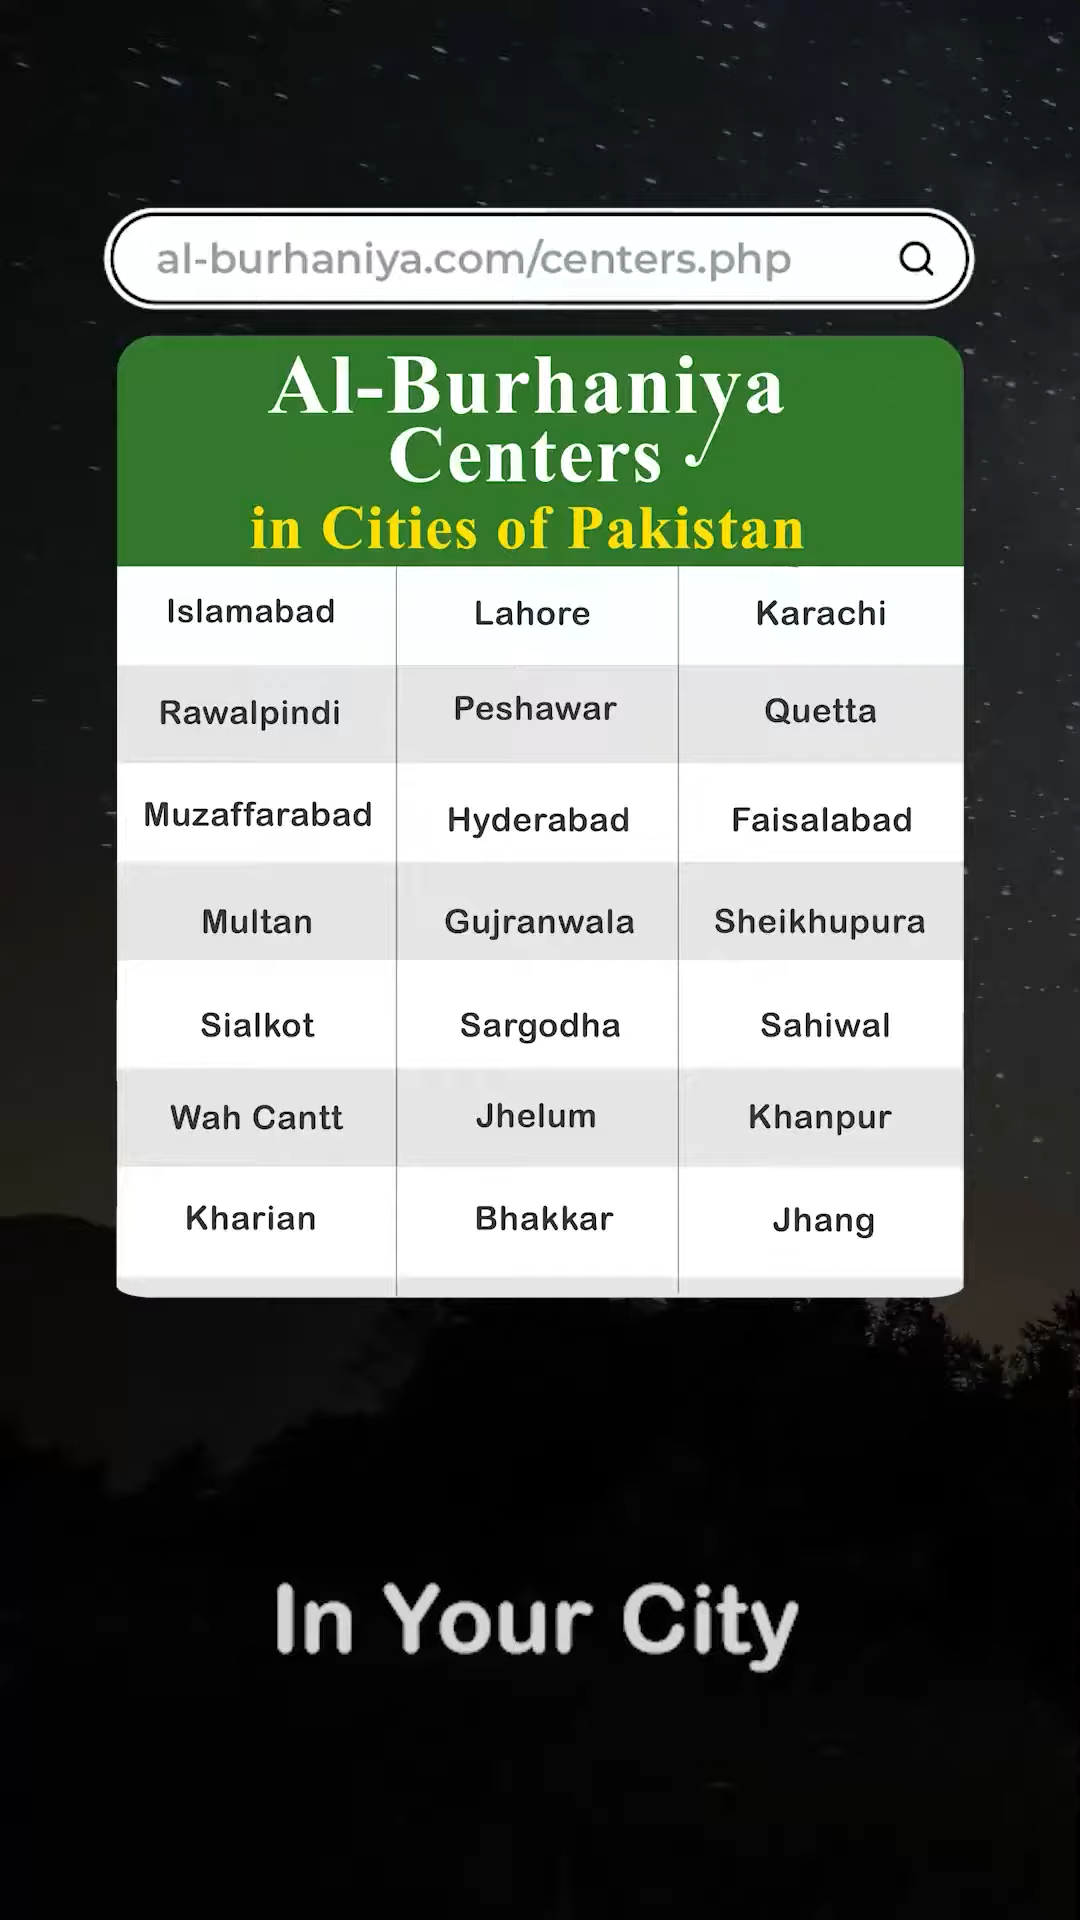 al-burhaniya.com/centers.php
Al-Burhaniya
Centers
in Cities of Pakistan
Islamabad Lahore Karachi
Rawalpindi Peshawar Quetta
Muzaffarabad Hyderabad Faisalabad
Multan Gujranwala Sheikhupura
Sialkot Sargodha Sahiwal
Wah Cantt Jhelum Khanpur
Kharian Bhakkar Jhang
In Your City